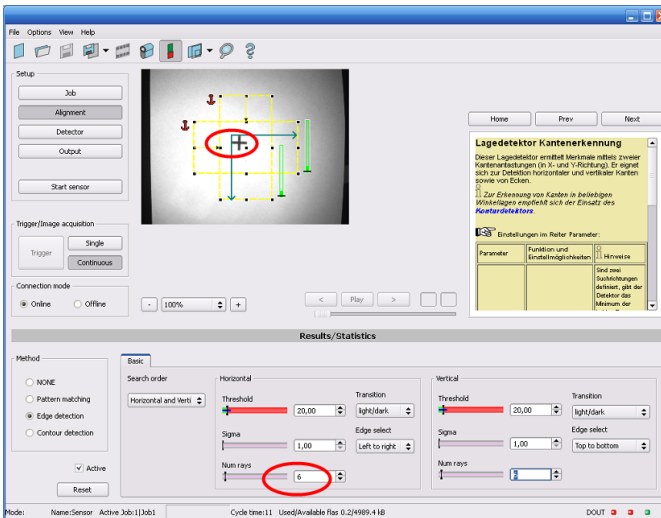 File Options View Help
Setup
Job
Alignment
Detector
Output
Start sensor
Trigger/Image acquisition
Trigger
Single
Continuous
Connection mode
Online
Offline
-
100%
+
<
Play
>
Home
Prev
Next
Lagedetektor Kantenerkennung
Dieser Lagedetektor ermittelt Merkmale mittels zweier
Kantenantastungen (in X- und Y-Richtung). Er eignet
sich zur Detektion horizontaler und vertikaler Kanten
sowie von Ecken.
Zur Erkennung von Kanten in beliebigen
Winkellagen empfiehlt sich der Einsatz des
Konturdetektors.
Einstellungen im Reiter Parameter:
Parameter
Funktion und
Einstellmöglichkeiten
Hinweise
Sind zwei
Suchrichtungen
definiert, gibt der
Detektor das
Minimum der
Results/Statistics
Method
NONE
Pattern matching
Edge detection
Contour detection
Active
Reset
Basic
Search order
Horizontal and Verti
Horizontal
Threshold
20,00
Transition
light/dark
Sigma
1,00
Edge select
Left to right
Num rays
6
Vertical
Threshold
20,00
Transition
light/dark
Sigma
1,00
Edge select
Top to bottom
Num rays
Mode: Name:Sensor Active Job:1|Job1 Cycle time:11 Used/Available flas 0.2/4989.4 kB DOUT